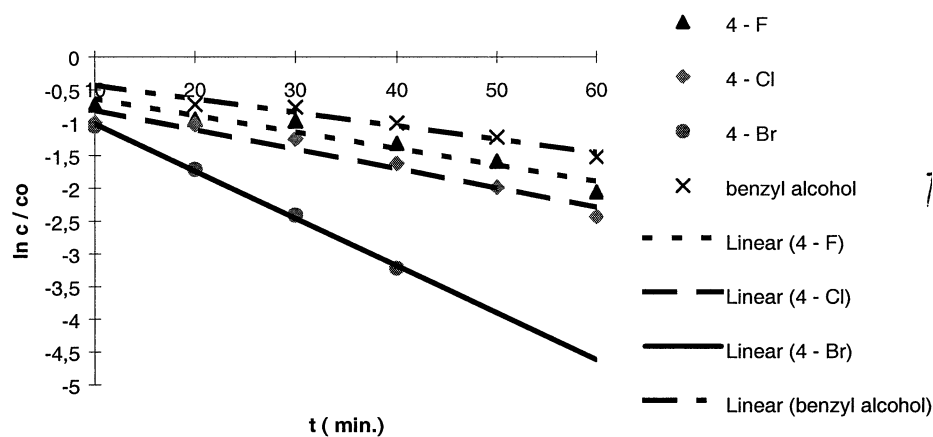 0
-0,5
-1
-1,5
-2
-2,5
-3
-3,5
-4
-4,5
-5
10 20 30 40 50 60
ln c / co
t ( min.)
4 - F
4 - Cl
4 - Br
benzyl alcohol
Linear (4 - F)
Linear (4 - Cl)
Linear (4 - Br)
Linear (benzyl alcohol)